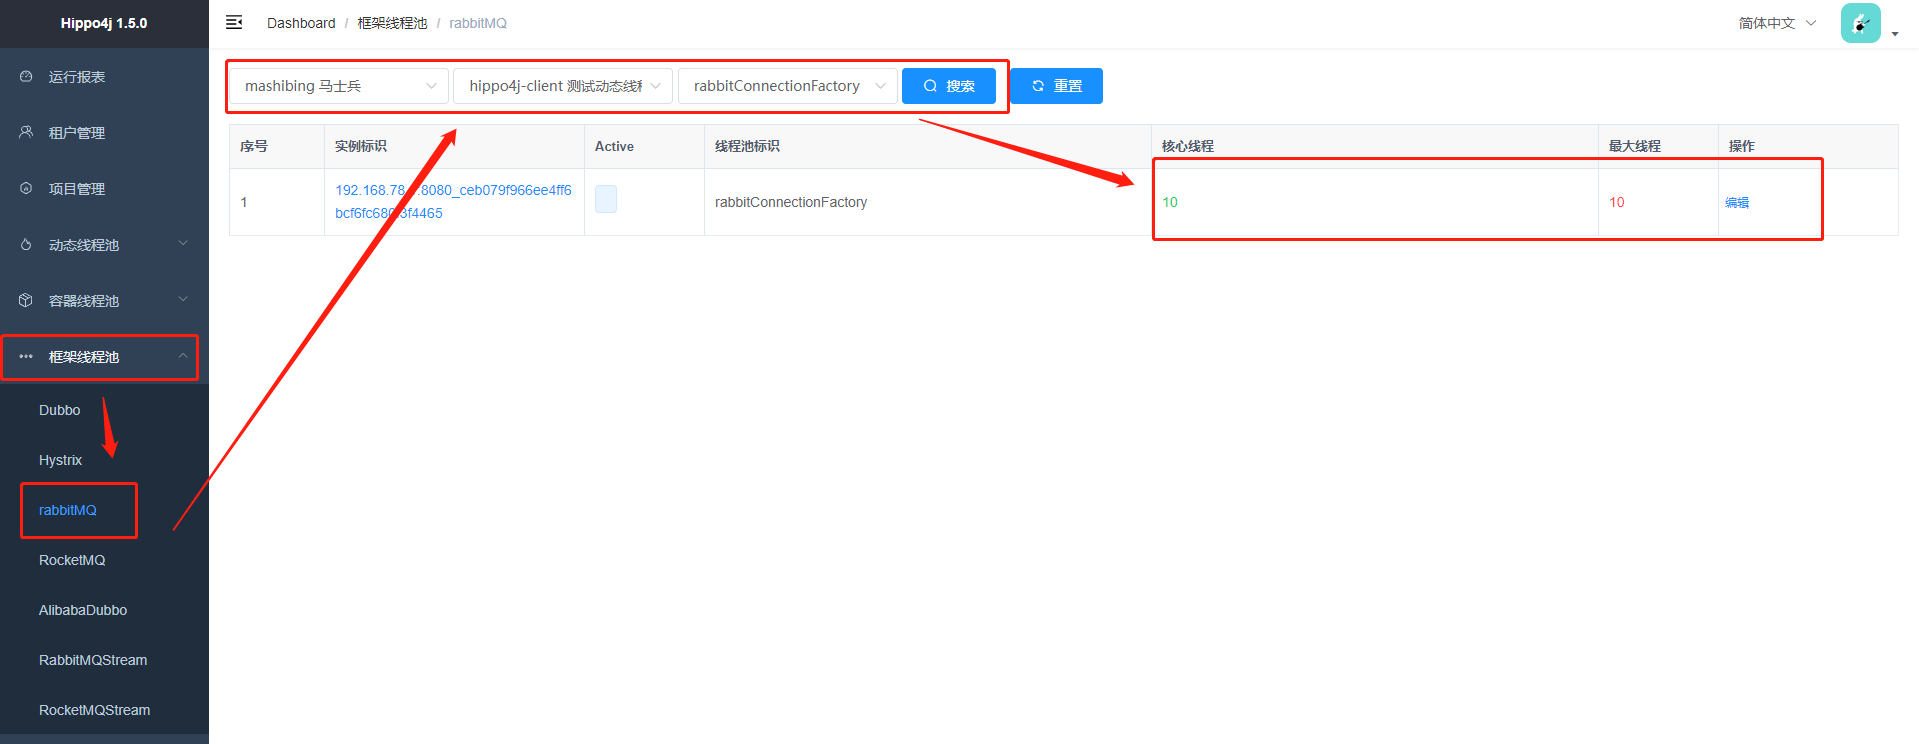 Hippo4j 1.5.0
Dashboard / 框架线程池 / rabbitMQ
简体中文
运行报表
租户管理
项目管理
动态线程池
容器线程池
框架线程池
Dubbo
Hystrix
rabbitMQ
RocketMQ
AlibabaDubbo
RabbitMQStream
RocketMQStream
mashibing 马士兵
hippo4j-client 测试动态线程
rabbitConnectionFactory
搜索
重置
序号 实例标识 Active 线程池标识 核心线程 最大线程 操作
1 192.168.78. :8080_ceb079f966ee4ff6 rabbitConnectionFactory 10 10 编辑
bcf6fc680 3f4465